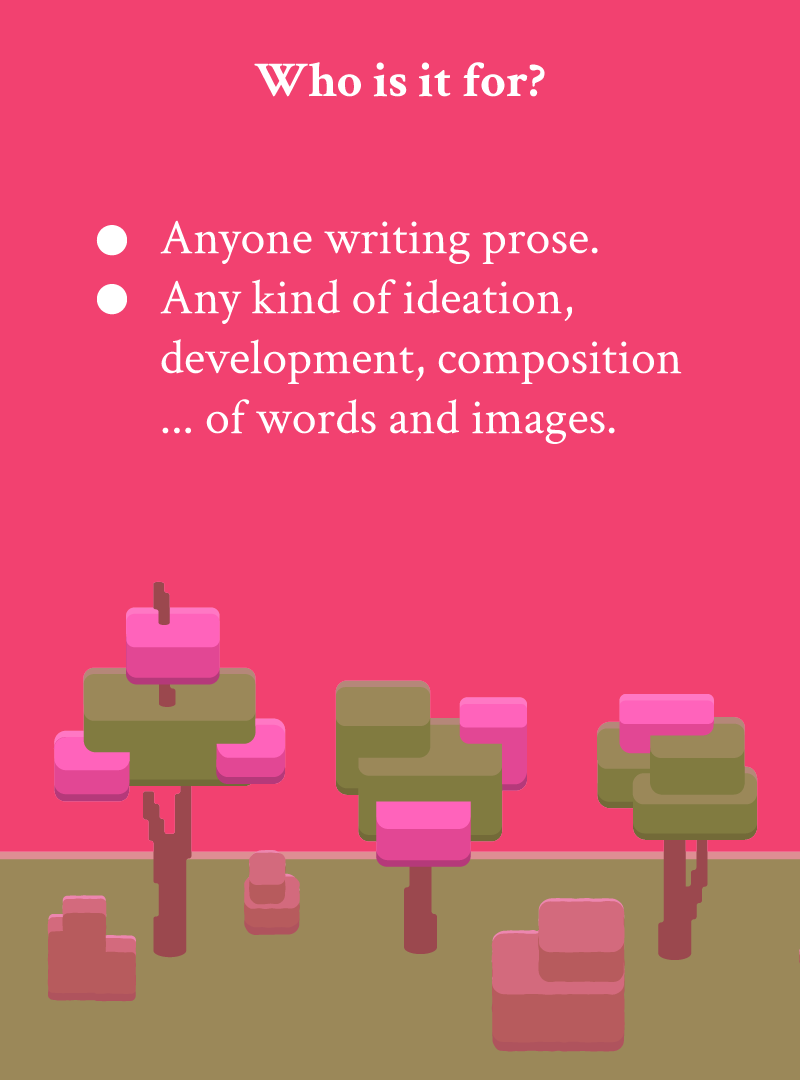 Who is it for?
● Anyone writing prose.
● Any kind of ideation,
development, composition
... of words and images.